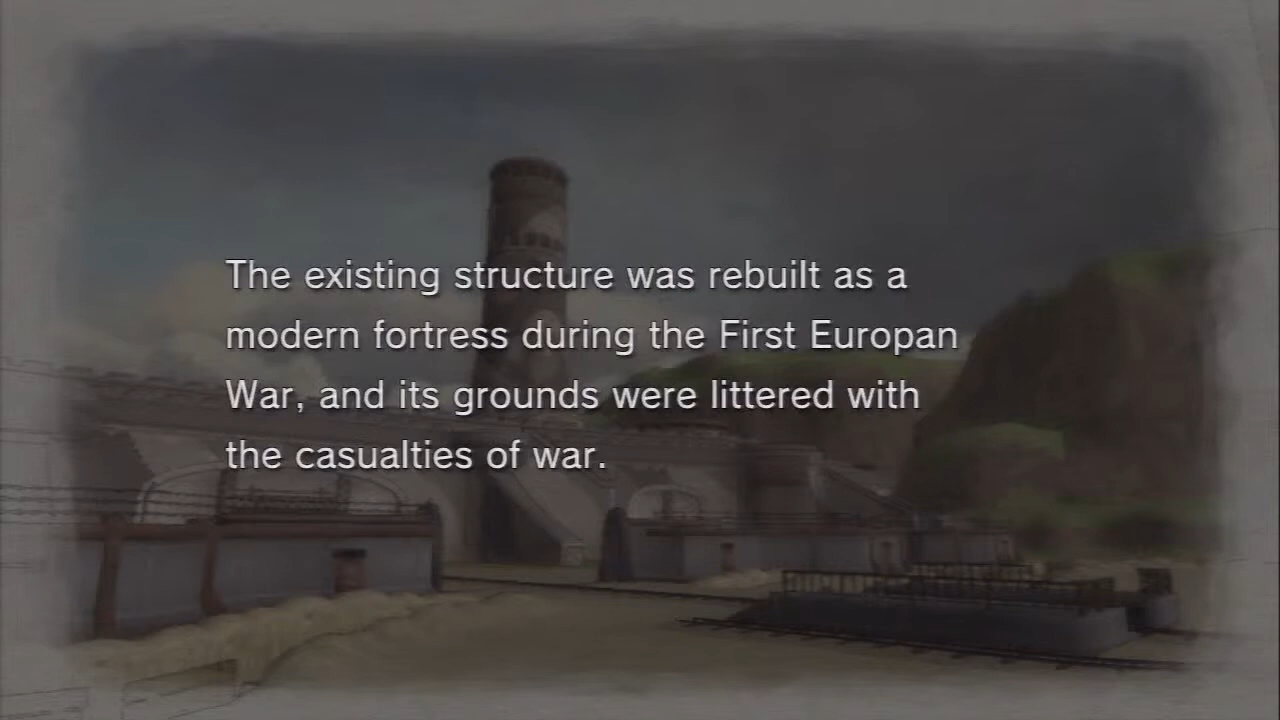 The existing structure was rebuilt as a
modern fortress during the First Europan
War, and its grounds were littered with
the casualties of war.